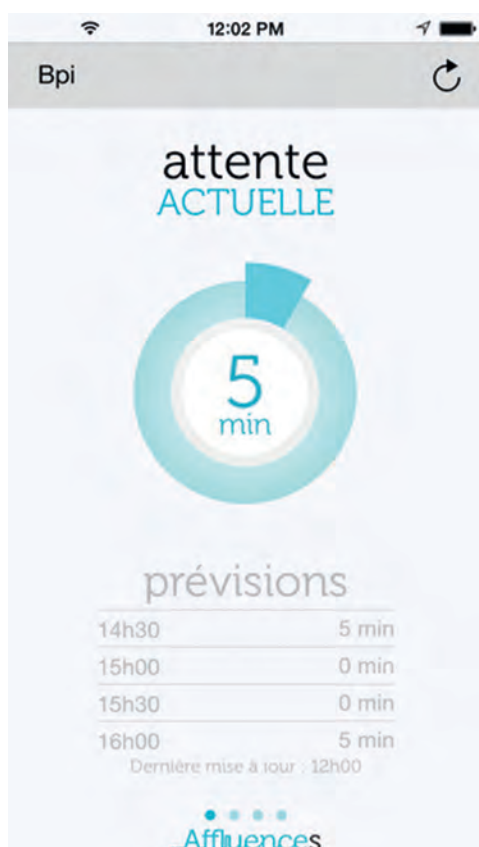 12:02 PM
Bpi
attente
ACTUELLE
5
min
prévisions
14h30 5 min
15h00 0 min
15h30 0 min
16h00 5 min
Dernière mise à jour : 12h00
Affluences